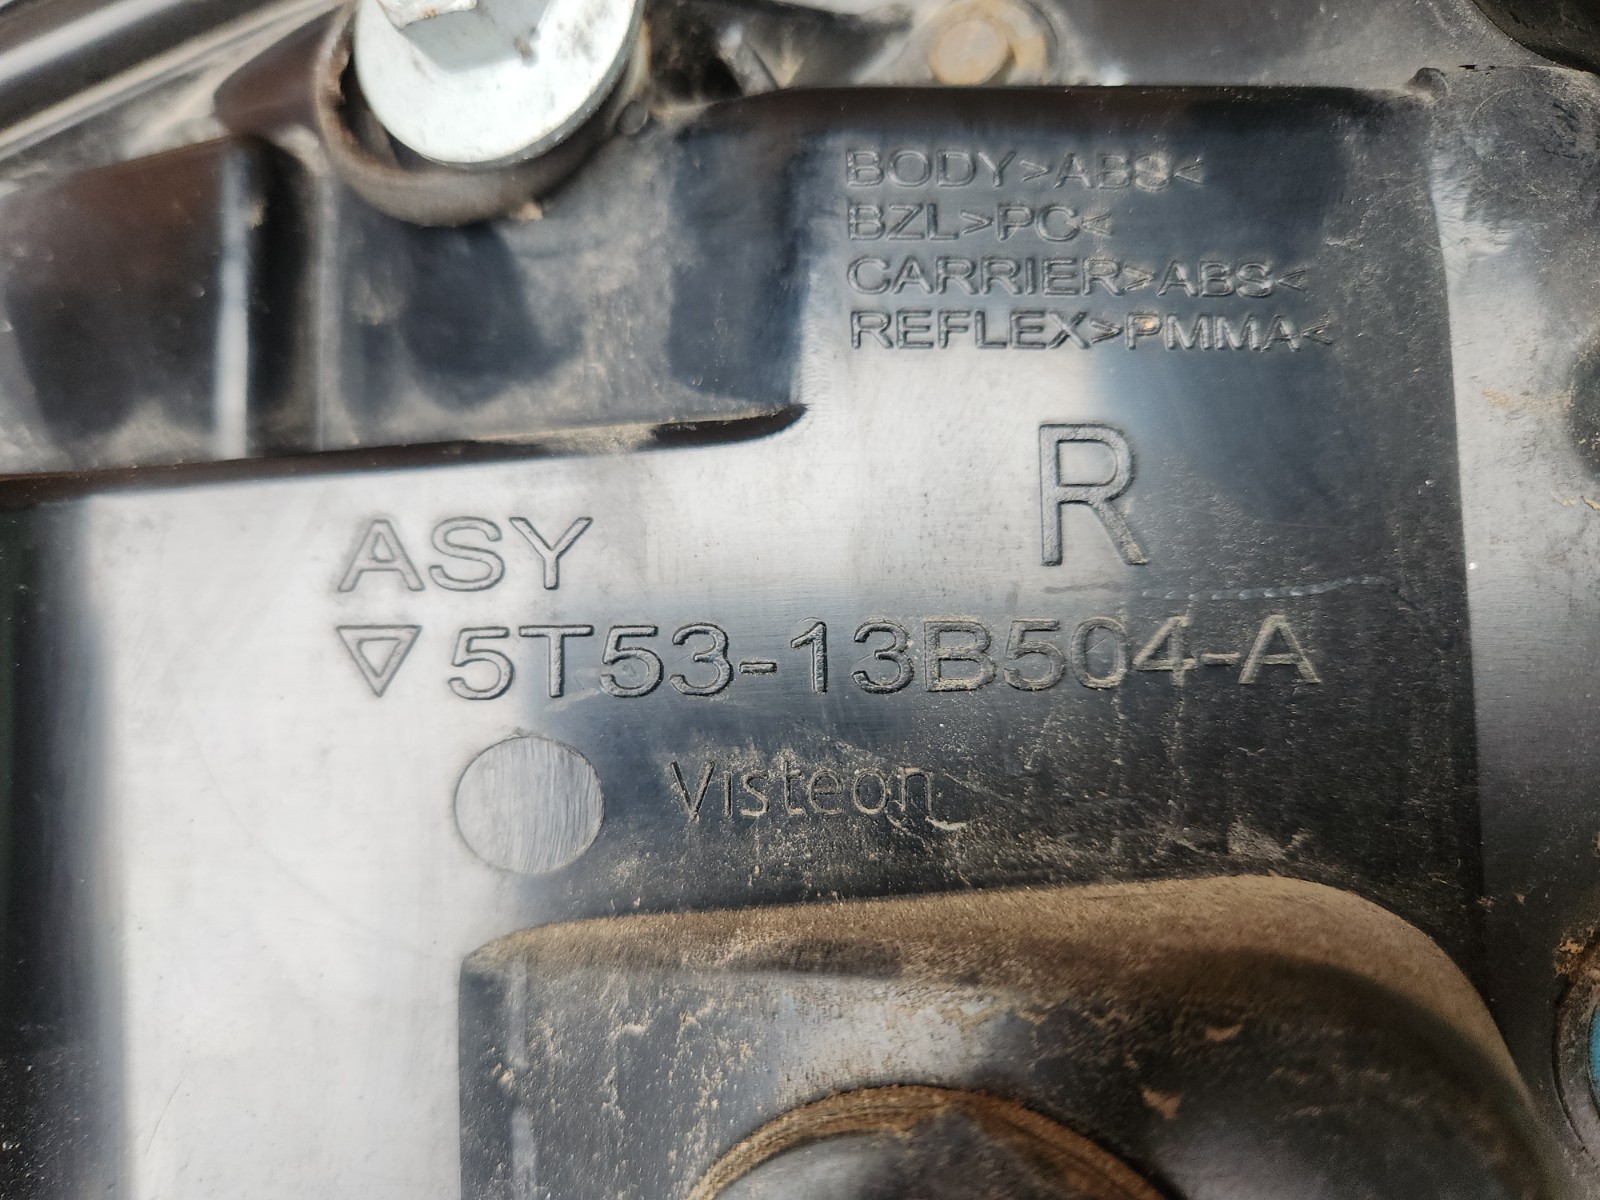 BODY>ABS<
BZL>PC<
CARRIER>ABS<
REFLEX>PMMA<
R
ASY
5T53-13B504-A
Visteon